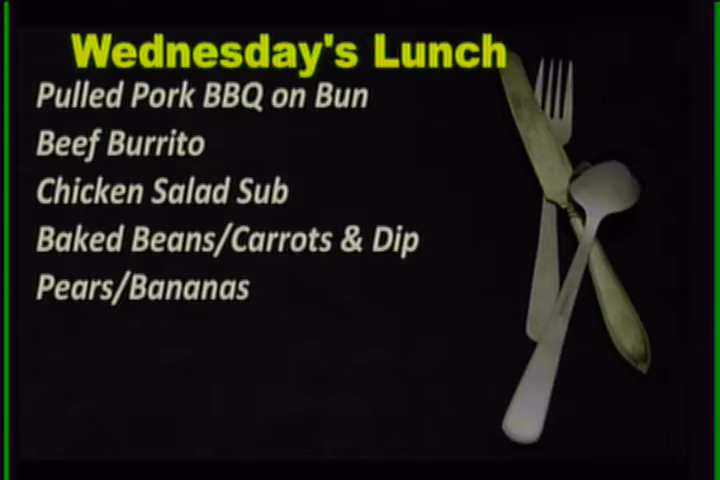 Wednesday's Lunch
Pulled Pork BBQ on Bun
Beef Burrito
Chicken Salad Sub
Baked Beans/Carrots & Dip
Pears/Bananas